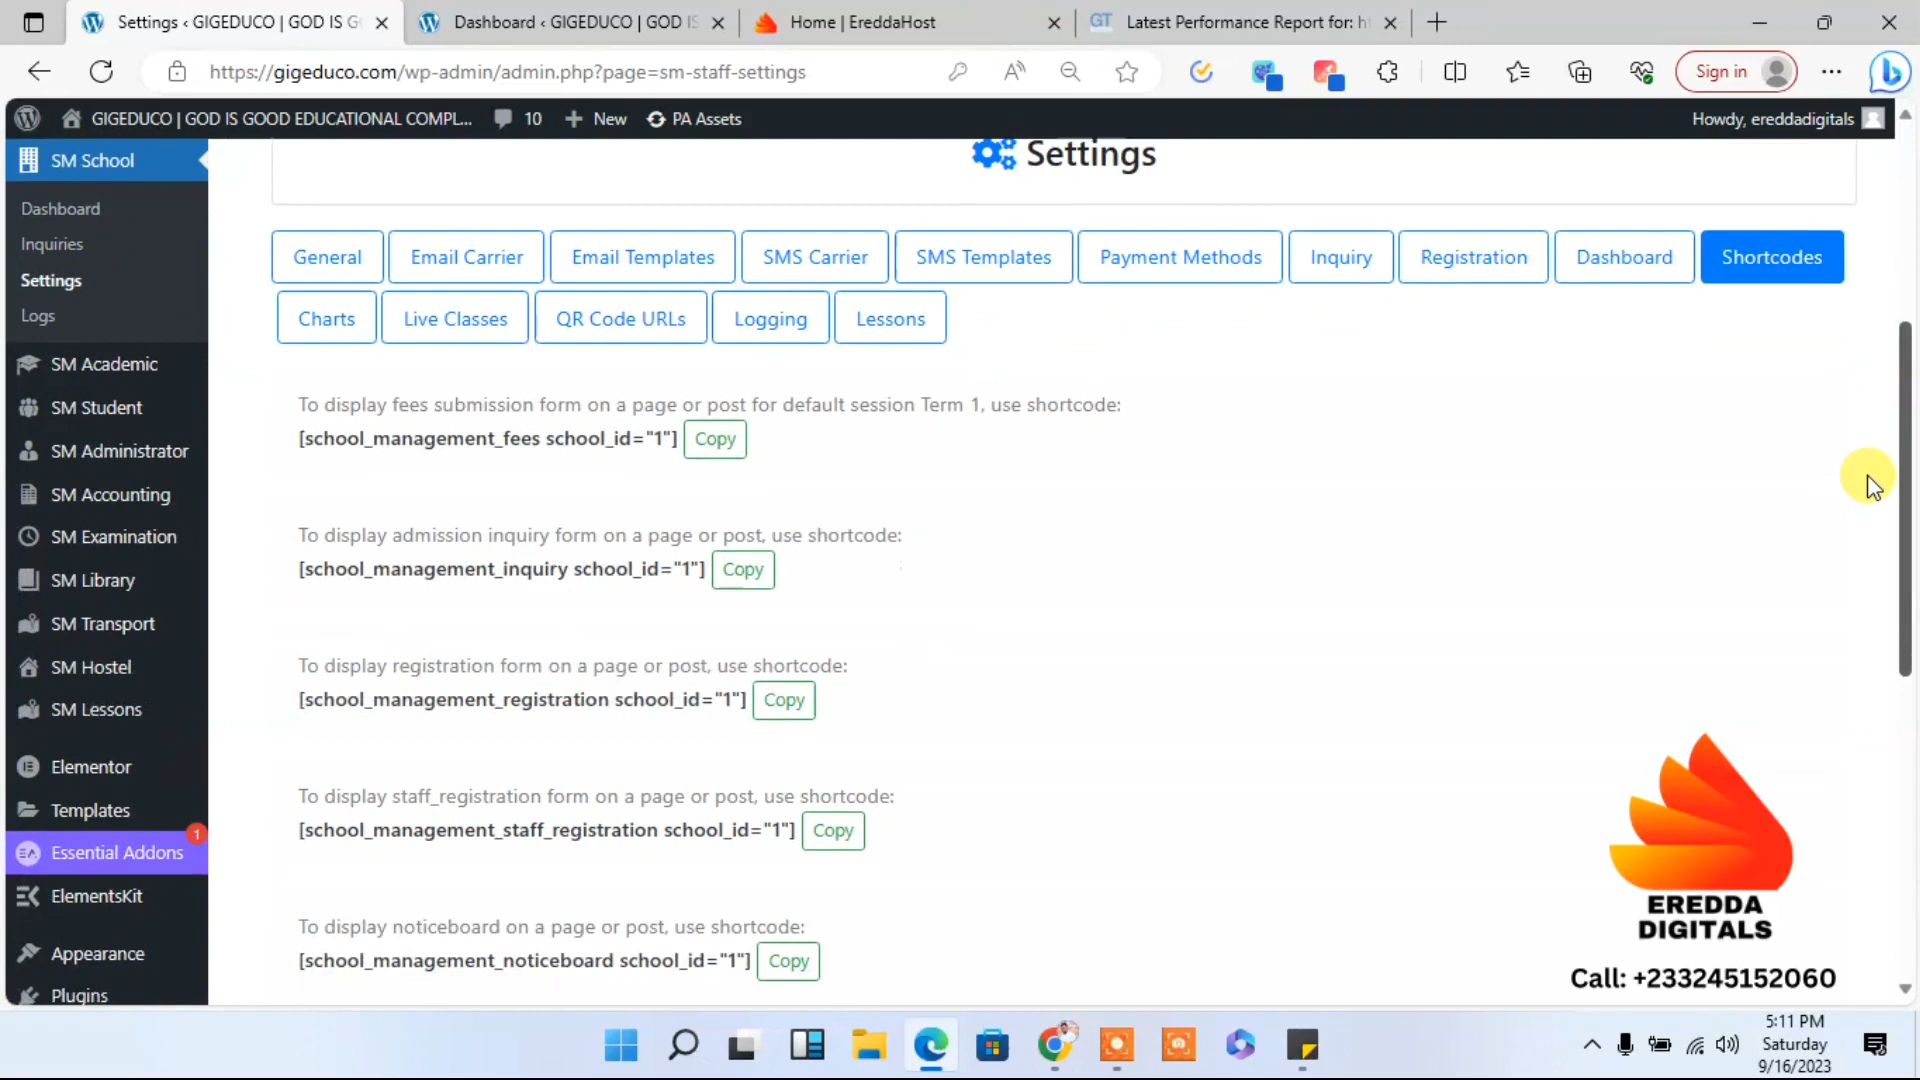 Settings ‹ GIGEDUCO | GOD IS G
Dashboard ‹ GIGEDUCO | GOD IS
Home | EreddaHost
GT
Latest Performance Report for: h
https://gigeduco.com/wp-admin/admin.php?page=sm-staff-settings
Sign in
GIGEDUCO | GOD IS GOOD EDUCATIONAL COMPL...
10
New
PA Assets
Howdy, ereddadigitals
SM School
Dashboard
Inquiries
Settings
Logs
SM Academic
SM Student
SM Administrator
SM Accounting
SM Examination
SM Library
SM Transport
SM Hostel
SM Lessons
Elementor
Templates
1
Essential Addons
ElementsKit
Appearance
Plugins
Settings
General
Email Carrier
Email Templates
SMS Carrier
SMS Templates
Payment Methods
Inquiry
Registration
Dashboard
Shortcodes
Charts
Live Classes
QR Code URLs
Logging
Lessons
To display fees submission form on a page or post for default session Term 1, use shortcode:
[school_management_fees school_id="1"] Copy
To display admission inquiry form on a page or post, use shortcode:
[school_management_inquiry school_id="1"] Copy
To display registration form on a page or post, use shortcode:
[school_management_registration school_id="1"] Copy
To display staff_registration form on a page or post, use shortcode:
[school_management_staff_registration school_id="1"] Copy
To display noticeboard on a page or post, use shortcode:
[school_management_noticeboard school_id="1"] Copy
EREDDA
DIGITALS
Call: +233245152060
5:11 PM
Saturday
9/16/2023